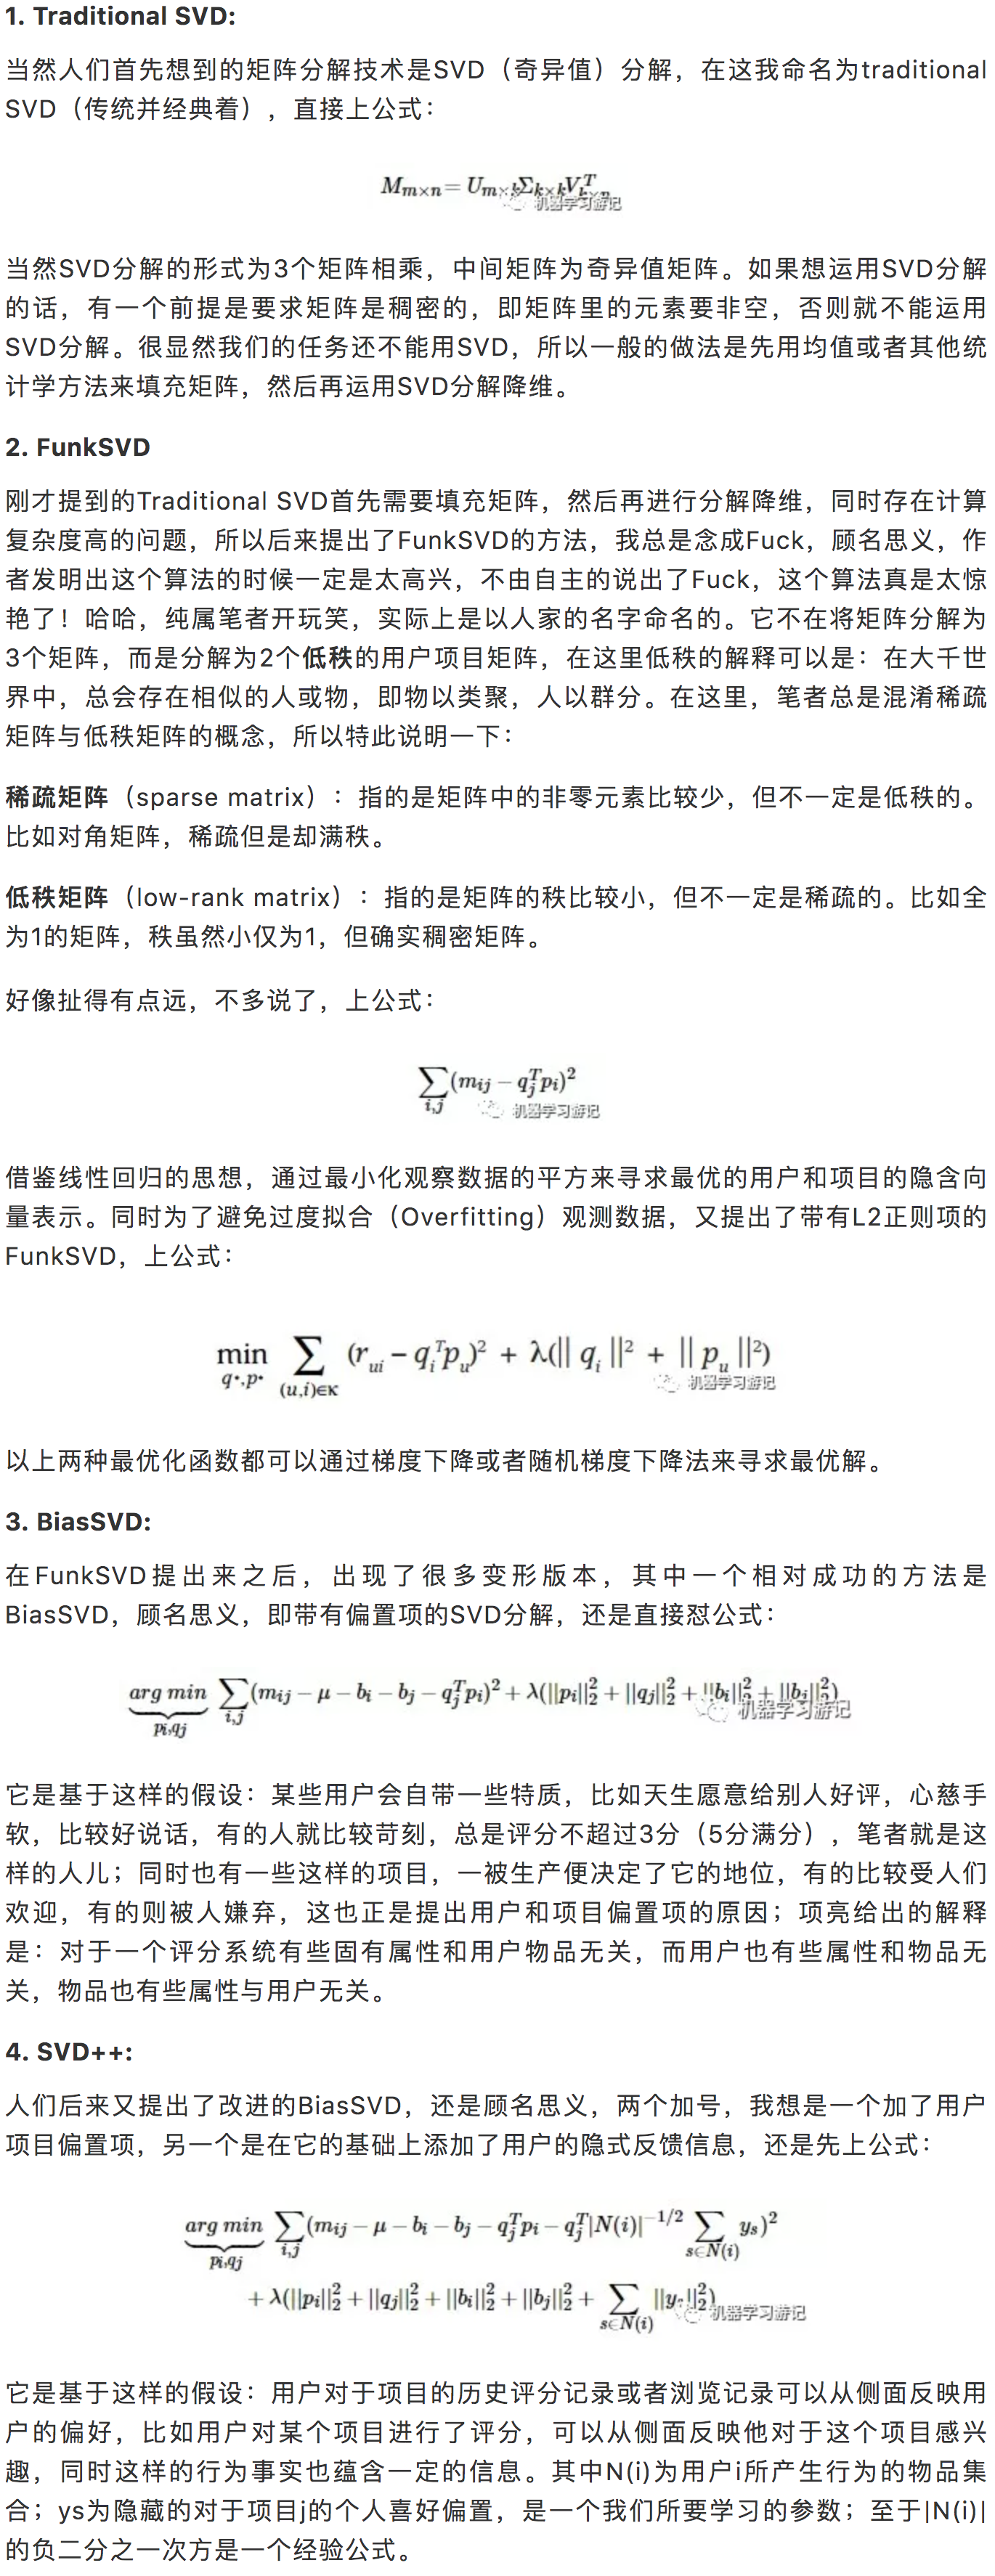 1. Traditional SVD:
当然人们首先想到的矩阵分解技术是SVD（奇异值）分解，在这我命名为traditional
SVD（传统并经典着），直接上公式：
M_{m×n} = U_{m×k}Σ_{k×k}V^T_{k×n}
机器学习游记
当然SVD分解的形式为3个矩阵相乘，中间矩阵为奇异值矩阵。如果想运用SVD分解
的话，有一个前提是要求矩阵是稠密的，即矩阵里的元素要非空，否则就不能运用
SVD分解。很显然我们的任务还不能用SVD，所以一般的做法是先用均值或者其他统
计学方法来填充矩阵，然后再运用SVD分解降维。
2. FunkSVD
刚才提到的Traditional SVD首先需要填充矩阵，然后再进行分解降维，同时存在计算
复杂度高的问题，所以后来提出了FunkSVD的方法，我总是念成Fuck，顾名思义，作
者发明出这个算法的时候一定是太高兴，不由自主的说出了Fuck，这个算法真是太惊
艳了！哈哈，纯属笔者开玩笑，实际上是以人家的名字命名的。它不在将矩阵分解为
3个矩阵，而是分解为2个低秩的用户项目矩阵，在这里低秩的解释可以是：在大千世
界中，总会存在相似的人或物，即物以类聚，人以群分。在这里，笔者总是混淆稀疏
矩阵与低秩矩阵的概念，所以特此说明一下：
稀疏矩阵（sparse matrix）：指的是矩阵中的非零元素比较少，但不一定是低秩的。
比如对角矩阵，稀疏但是却满秩。
低秩矩阵（low-rank matrix）：指的是矩阵的秩比较小，但不一定是稀疏的。比如全
为1的矩阵，秩虽然小仅为1，但确实稠密矩阵。
好像扯得有点远，不多说了，上公式：
∑_{i,j}(m_{ij} − q_j^T p_i)^2
机器学习游记
借鉴线性回归的思想，通过最小化观察数据的平方来寻求最优的用户和项目的隐含向
量表示。同时为了避免过度拟合（Overfitting）观测数据，又提出了带有L2正则项的
FunkSVD，上公式：
min_{q*,p*} ∑_{(u,i)∈κ} (r_{ui} − q_i^T p_u)^2 + λ(|| q_i ||^2 + || p_u ||^2)
机器学习游记
以上两种最优化函数都可以通过梯度下降或者随机梯度下降法来寻求最优解。
3. BiasSVD:
在FunkSVD提出来之后，出现了很多变形版本，其中一个相对成功的方法是
BiasSVD，顾名思义，即带有偏置项的SVD分解，还是直接怼公式：
arg min_{p_i,q_j} ∑_{i,j}(m_{ij} − μ − b_i − b_j − q_j^T p_i)^2 + λ(||p_i||_2^2 + ||q_j||_2^2 + ||b_i||_2^2 + ||b_j||_2^2)
机器学习游记
它是基于这样的假设：某些用户会自带一些特质，比如天生愿意给别人好评，心慈手
软，比较好说话，有的人就比较苛刻，总是评分不超过3分（5分满分），笔者就是这
样的人儿；同时也有一些这样的项目，一被生产便决定了它的地位，有的比较受人们
欢迎，有的则被人嫌弃，这也正是提出用户和项目偏置项的原因；项亮给出的解释
是：对于一个评分系统有些固有属性和用户物品无关，而用户也有些属性和物品无
关，物品也有些属性与用户无关。
4. SVD++:
人们后来又提出了改进的BiasSVD，还是顾名思义，两个加号，我想是一个加了用户
项目偏置项，另一个是在它的基础上添加了用户的隐式反馈信息，还是先上公式：
arg min_{p_i,q_j} ∑_{i,j}(m_{ij} − μ − b_i − b_j − q_j^T p_i − q_j^T|N(i)|^{−1/2} ∑_{s∈N(i)} y_s)^2
+ λ(||p_i||_2^2 + ||q_j||_2^2 + ||b_i||_2^2 + ||b_j||_2^2 + ∑_{s∈N(i)} ||y_s||_2^2)
机器学习游记
它是基于这样的假设：用户对于项目的历史评分记录或者浏览记录可以从侧面反映用
户的偏好，比如用户对某个项目进行了评分，可以从侧面反映他对于这个项目感兴
趣，同时这样的行为事实也蕴含一定的信息。其中N(i)为用户i所产生行为的物品集
合；ys为隐藏的对于项目j的个人喜好偏置，是一个我们所要学习的参数；至于|N(i)|
的负二分之一次方是一个经验公式。